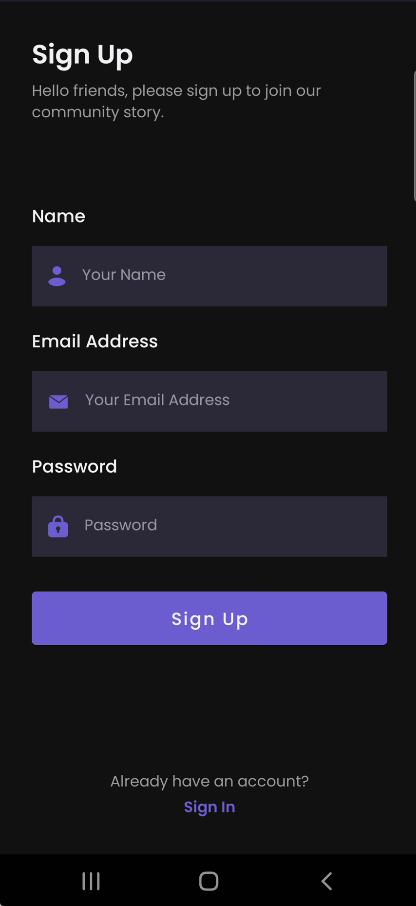 Sign Up
Hello friends, please sign up to join our
community story.
Name
Your Name
Email Address
Your Email Address
Password
Password
Sign Up
Already have an account?
Sign In